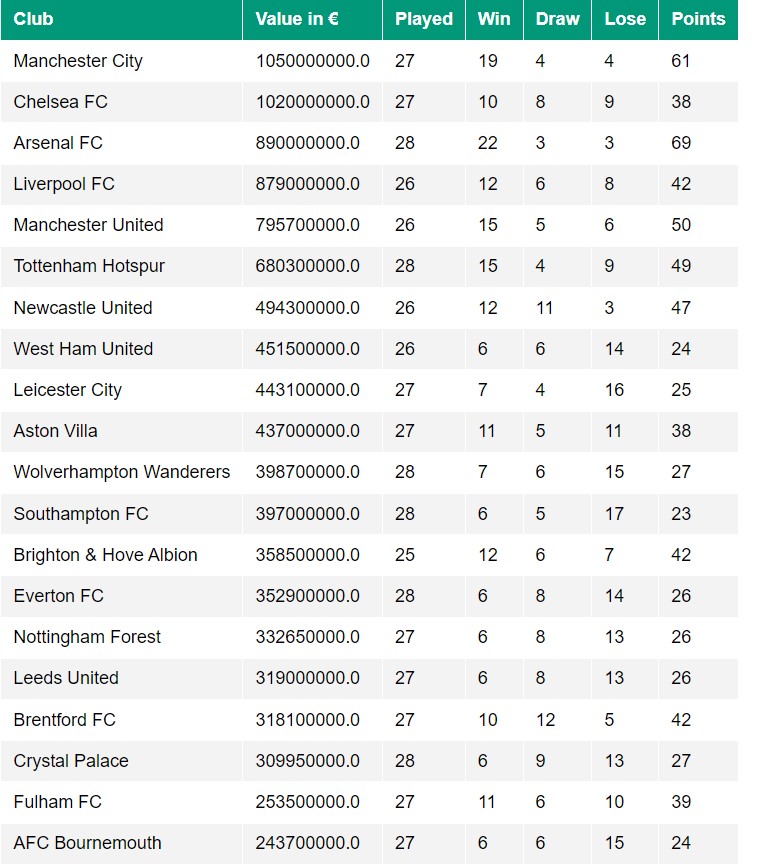 Club Value in € Played Win Draw Lose Points
Manchester City 1050000000.0 27 19 4 4 61
Chelsea FC 1020000000.0 27 10 8 9 38
Arsenal FC 890000000.0 28 22 3 3 69
Liverpool FC 879000000.0 26 12 6 8 42
Manchester United 795700000.0 26 15 5 6 50
Tottenham Hotspur 680300000.0 28 15 4 9 49
Newcastle United 494300000.0 26 12 11 3 47
West Ham United 451500000.0 26 6 6 14 24
Leicester City 443100000.0 27 7 4 16 25
Aston Villa 437000000.0 27 11 5 11 38
Wolverhampton Wanderers 398700000.0 28 7 6 15 27
Southampton FC 397000000.0 28 6 5 17 23
Brighton & Hove Albion 358500000.0 25 12 6 7 42
Everton FC 352900000.0 28 6 8 14 26
Nottingham Forest 332650000.0 27 6 8 13 26
Leeds United 319000000.0 27 6 8 13 26
Brentford FC 318100000.0 27 10 12 5 42
Crystal Palace 309950000.0 28 6 9 13 27
Fulham FC 253500000.0 27 11 6 10 39
AFC Bournemouth 243700000.0 27 6 6 15 24